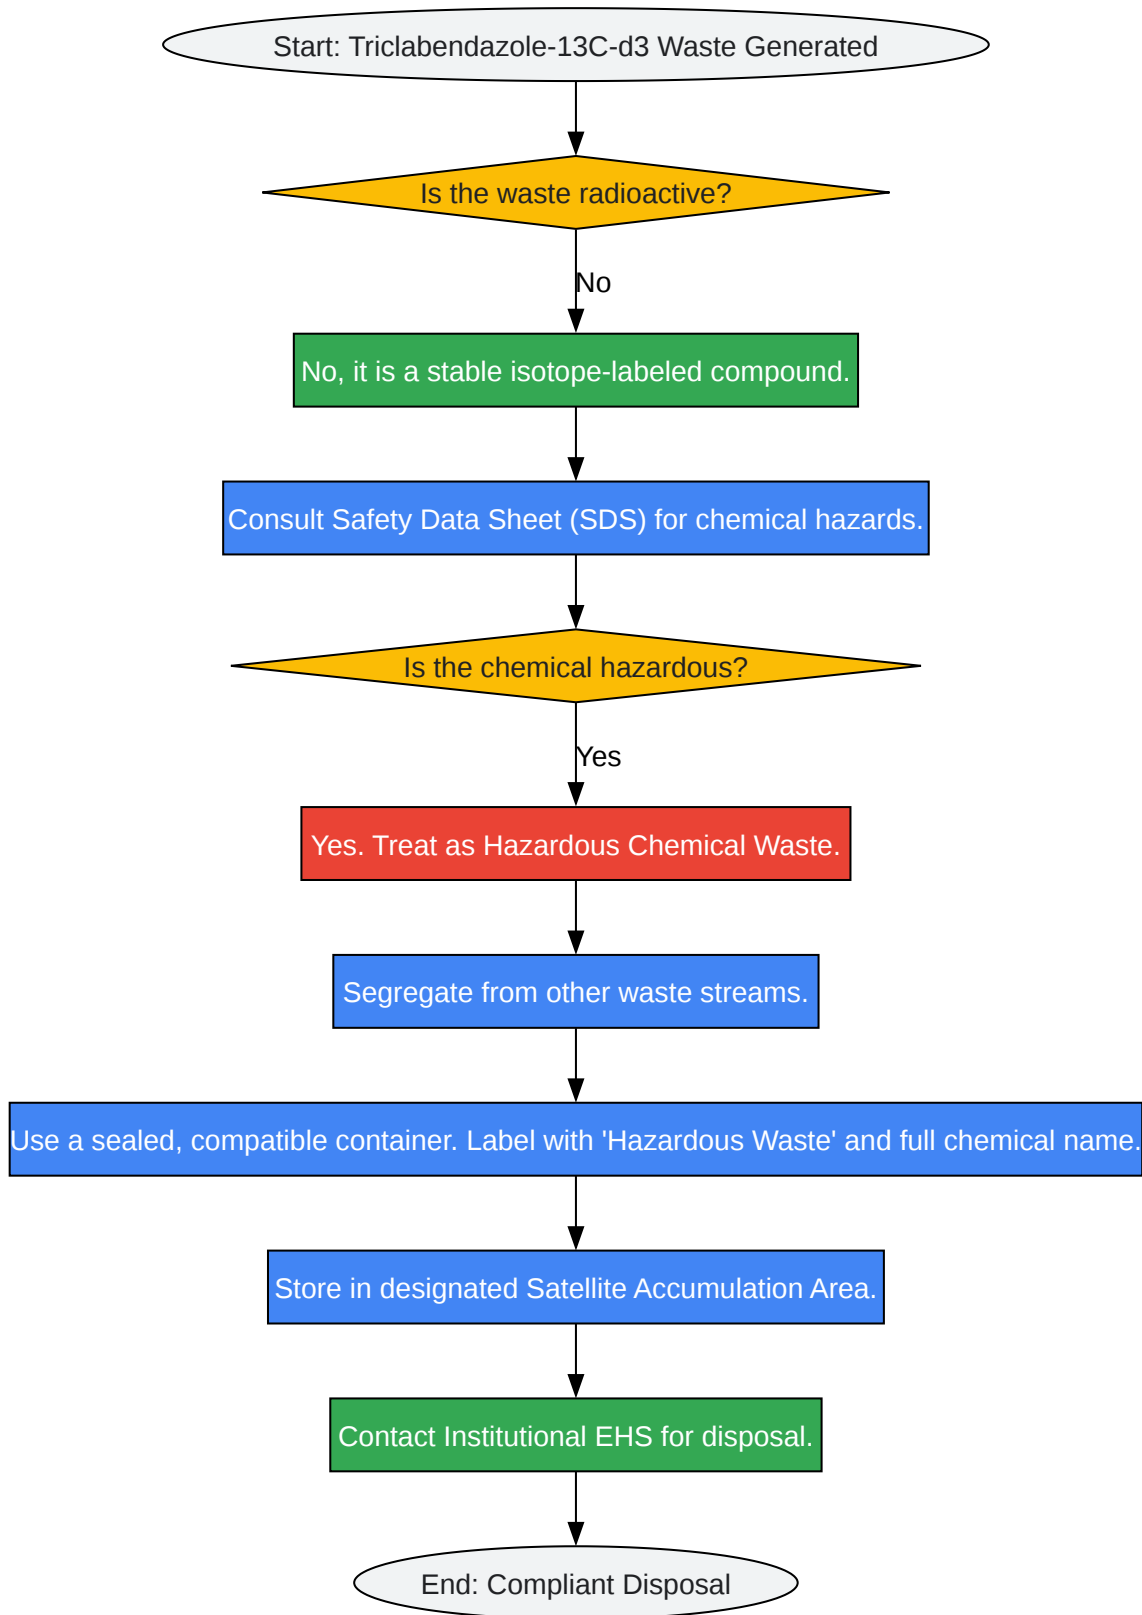 Start: Triclabendazole-13C-d3 Waste Generated
Is the waste radioactive?
No
No, it is a stable isotope-labeled compound.
Consult Safety Data Sheet (SDS) for chemical hazards.
Is the chemical hazardous?
Yes
Yes. Treat as Hazardous Chemical Waste.
Segregate from other waste streams.
Use a sealed, compatible container. Label with 'Hazardous Waste' and full chemical name.
Store in designated Satellite Accumulation Area.
Contact Institutional EHS for disposal.
End: Compliant Disposal